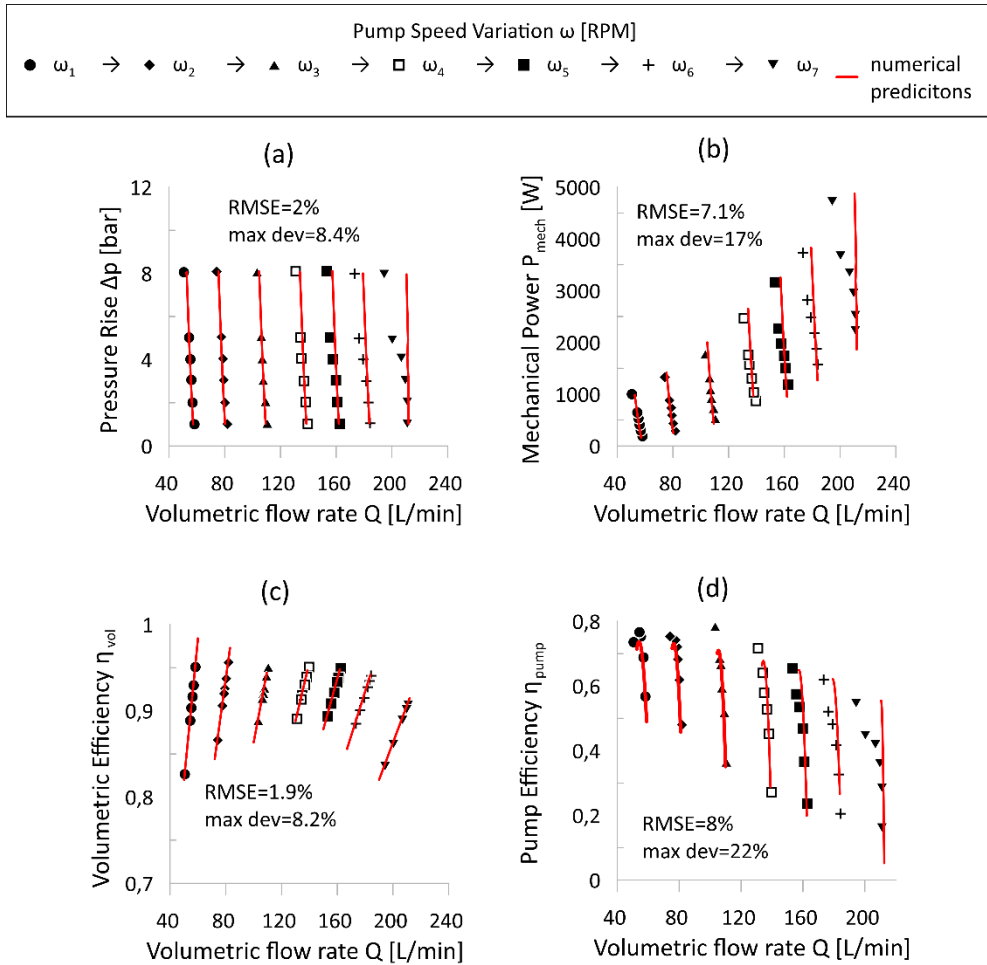 Pump Speed Variation ω [RPM]
ω1 → ω2 → ω3 → ω4 → ω5 → ω6 → ω7 numerical
predicitons
(a)
Pressure Rise Δp [bar]
12
8
4
0
RMSE=2%
max dev=8.4%
40 80 120 160 200 240
Volumetric flow rate Q [L/min]
(b)
Mechanical Power Pmech [W]
5000
4000
3000
2000
1000
0
RMSE=7.1%
max dev=17%
40 80 120 160 200 240
Volumetric flow rate Q [L/min]
(c)
Volumetric Efficiency ηvol
1
0,9
0,8
0,7
RMSE=1.9%
max dev=8.2%
40 80 120 160 200 240
Volumetric flow rate Q [L/min]
(d)
Pump Efficiency ηpump
0,8
0,6
0,4
0,2
0
RMSE=8%
max dev=22%
40 80 120 160 200
Volumetric flow rate Q [L/min]